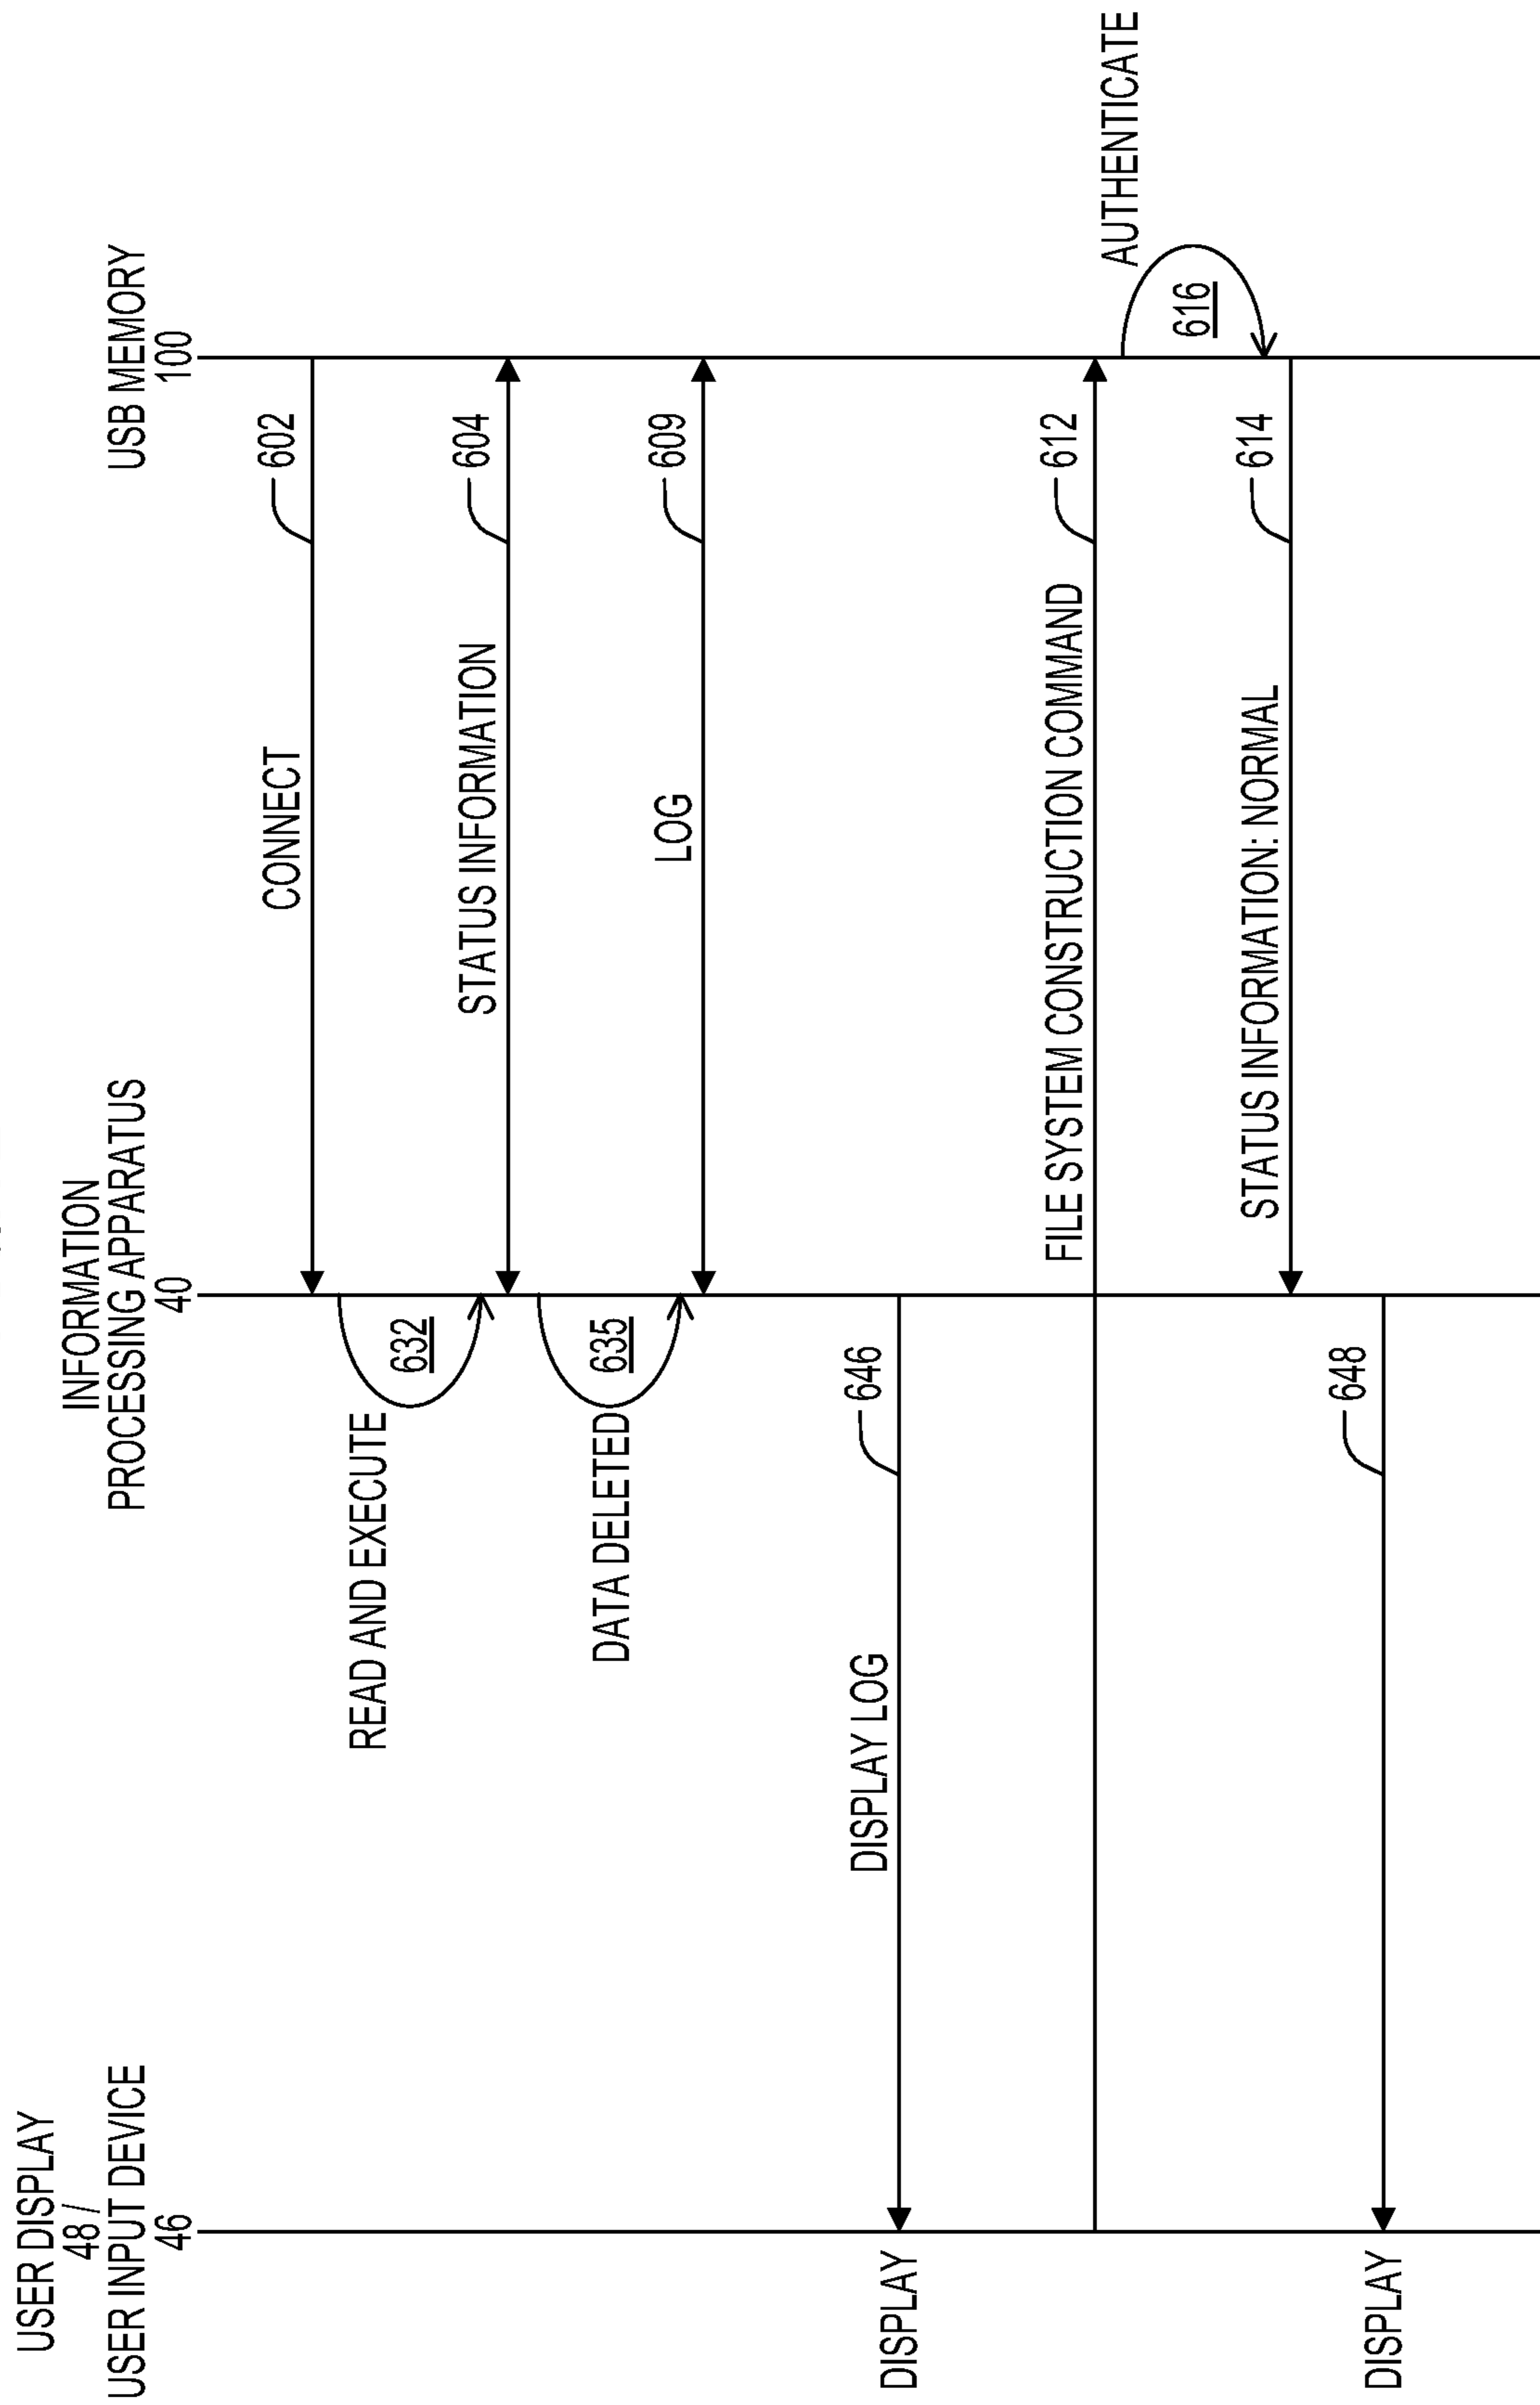 USER DISPLAY
48 /
USER INPUT DEVICE
46
INFORMATION
PROCESSING APPARATUS
40
USB MEMORY
100
CONNECT
602
READ AND EXECUTE
632
STATUS INFORMATION
604
DATA DELETED
635
LOG
609
DISPLAY
DISPLAY LOG
646
FILE SYSTEM CONSTRUCTION COMMAND
612
AUTHENTICATE
616
STATUS INFORMATION: NORMAL
614
DISPLAY
648